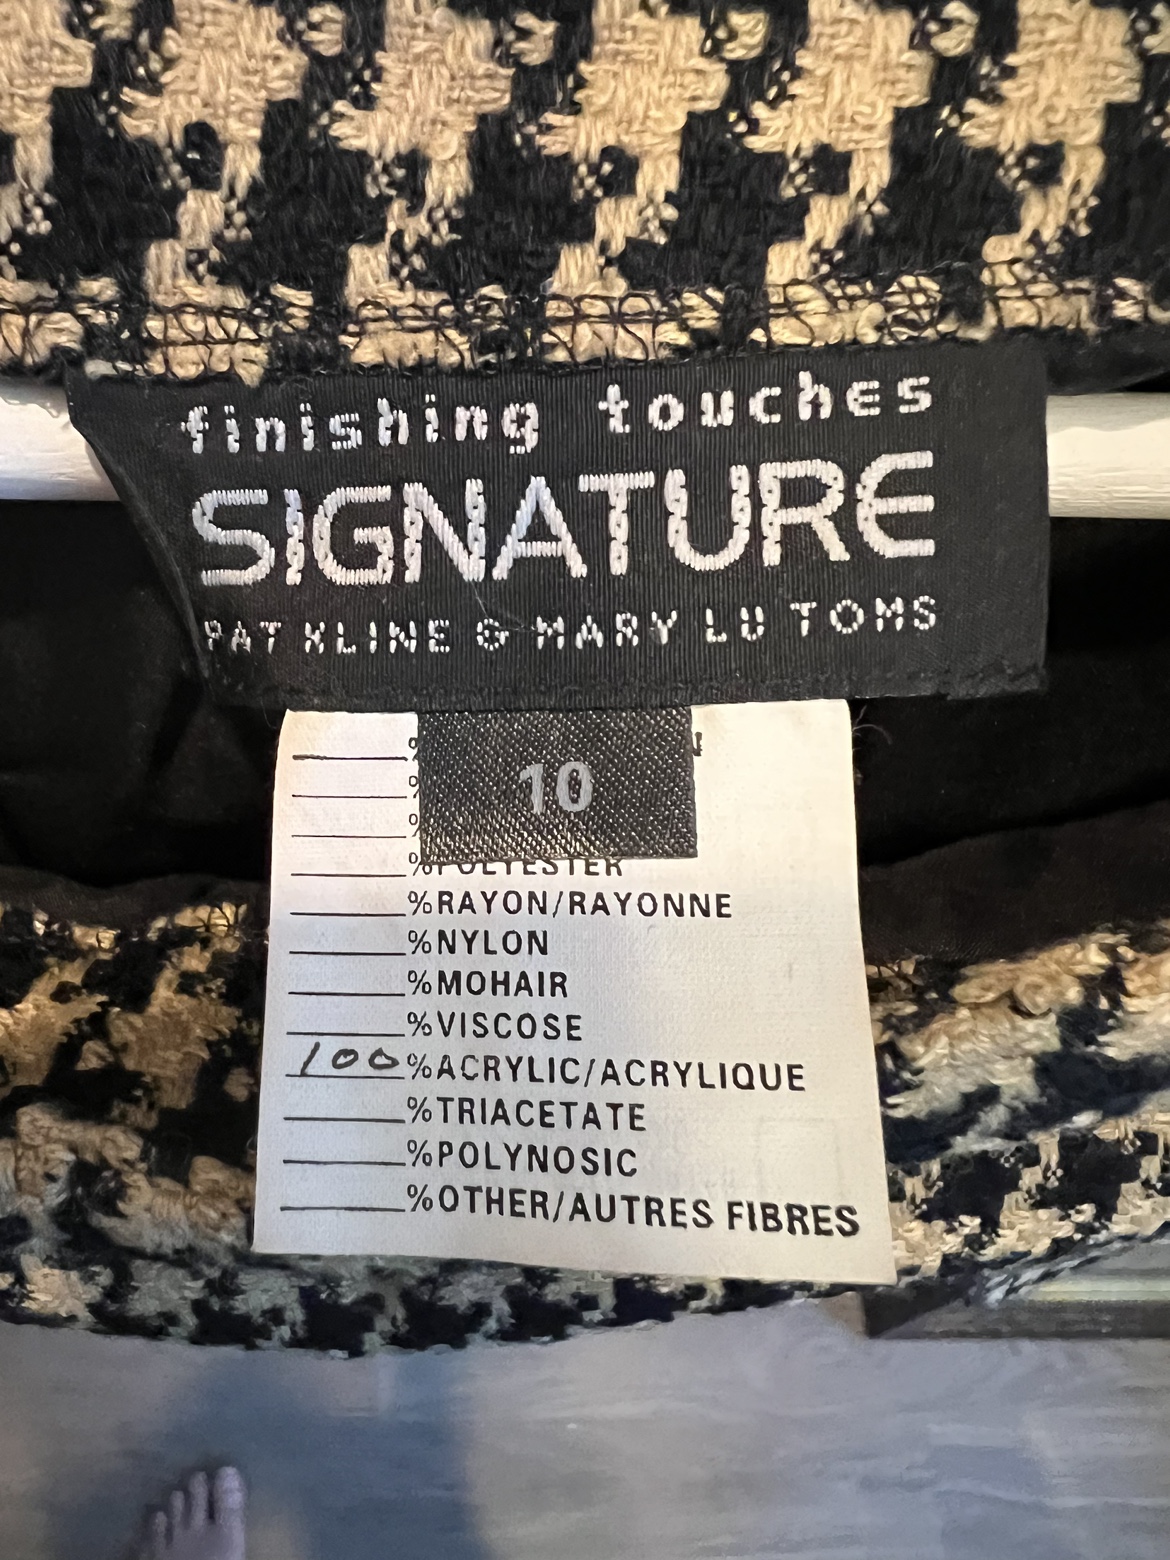 finishing touches
SIGNATURE
PAT KLINE & MARY LU TOMS
10
%
%
%
%POLYESTER
%RAYON/RAYONNE
%NYLON
%MOHAIR
%VISCOSE
100%ACRYLIC/ACRYLIQUE
%TRIACETATE
%POLYNOSIC
%OTHER/AUTRES FIBRES